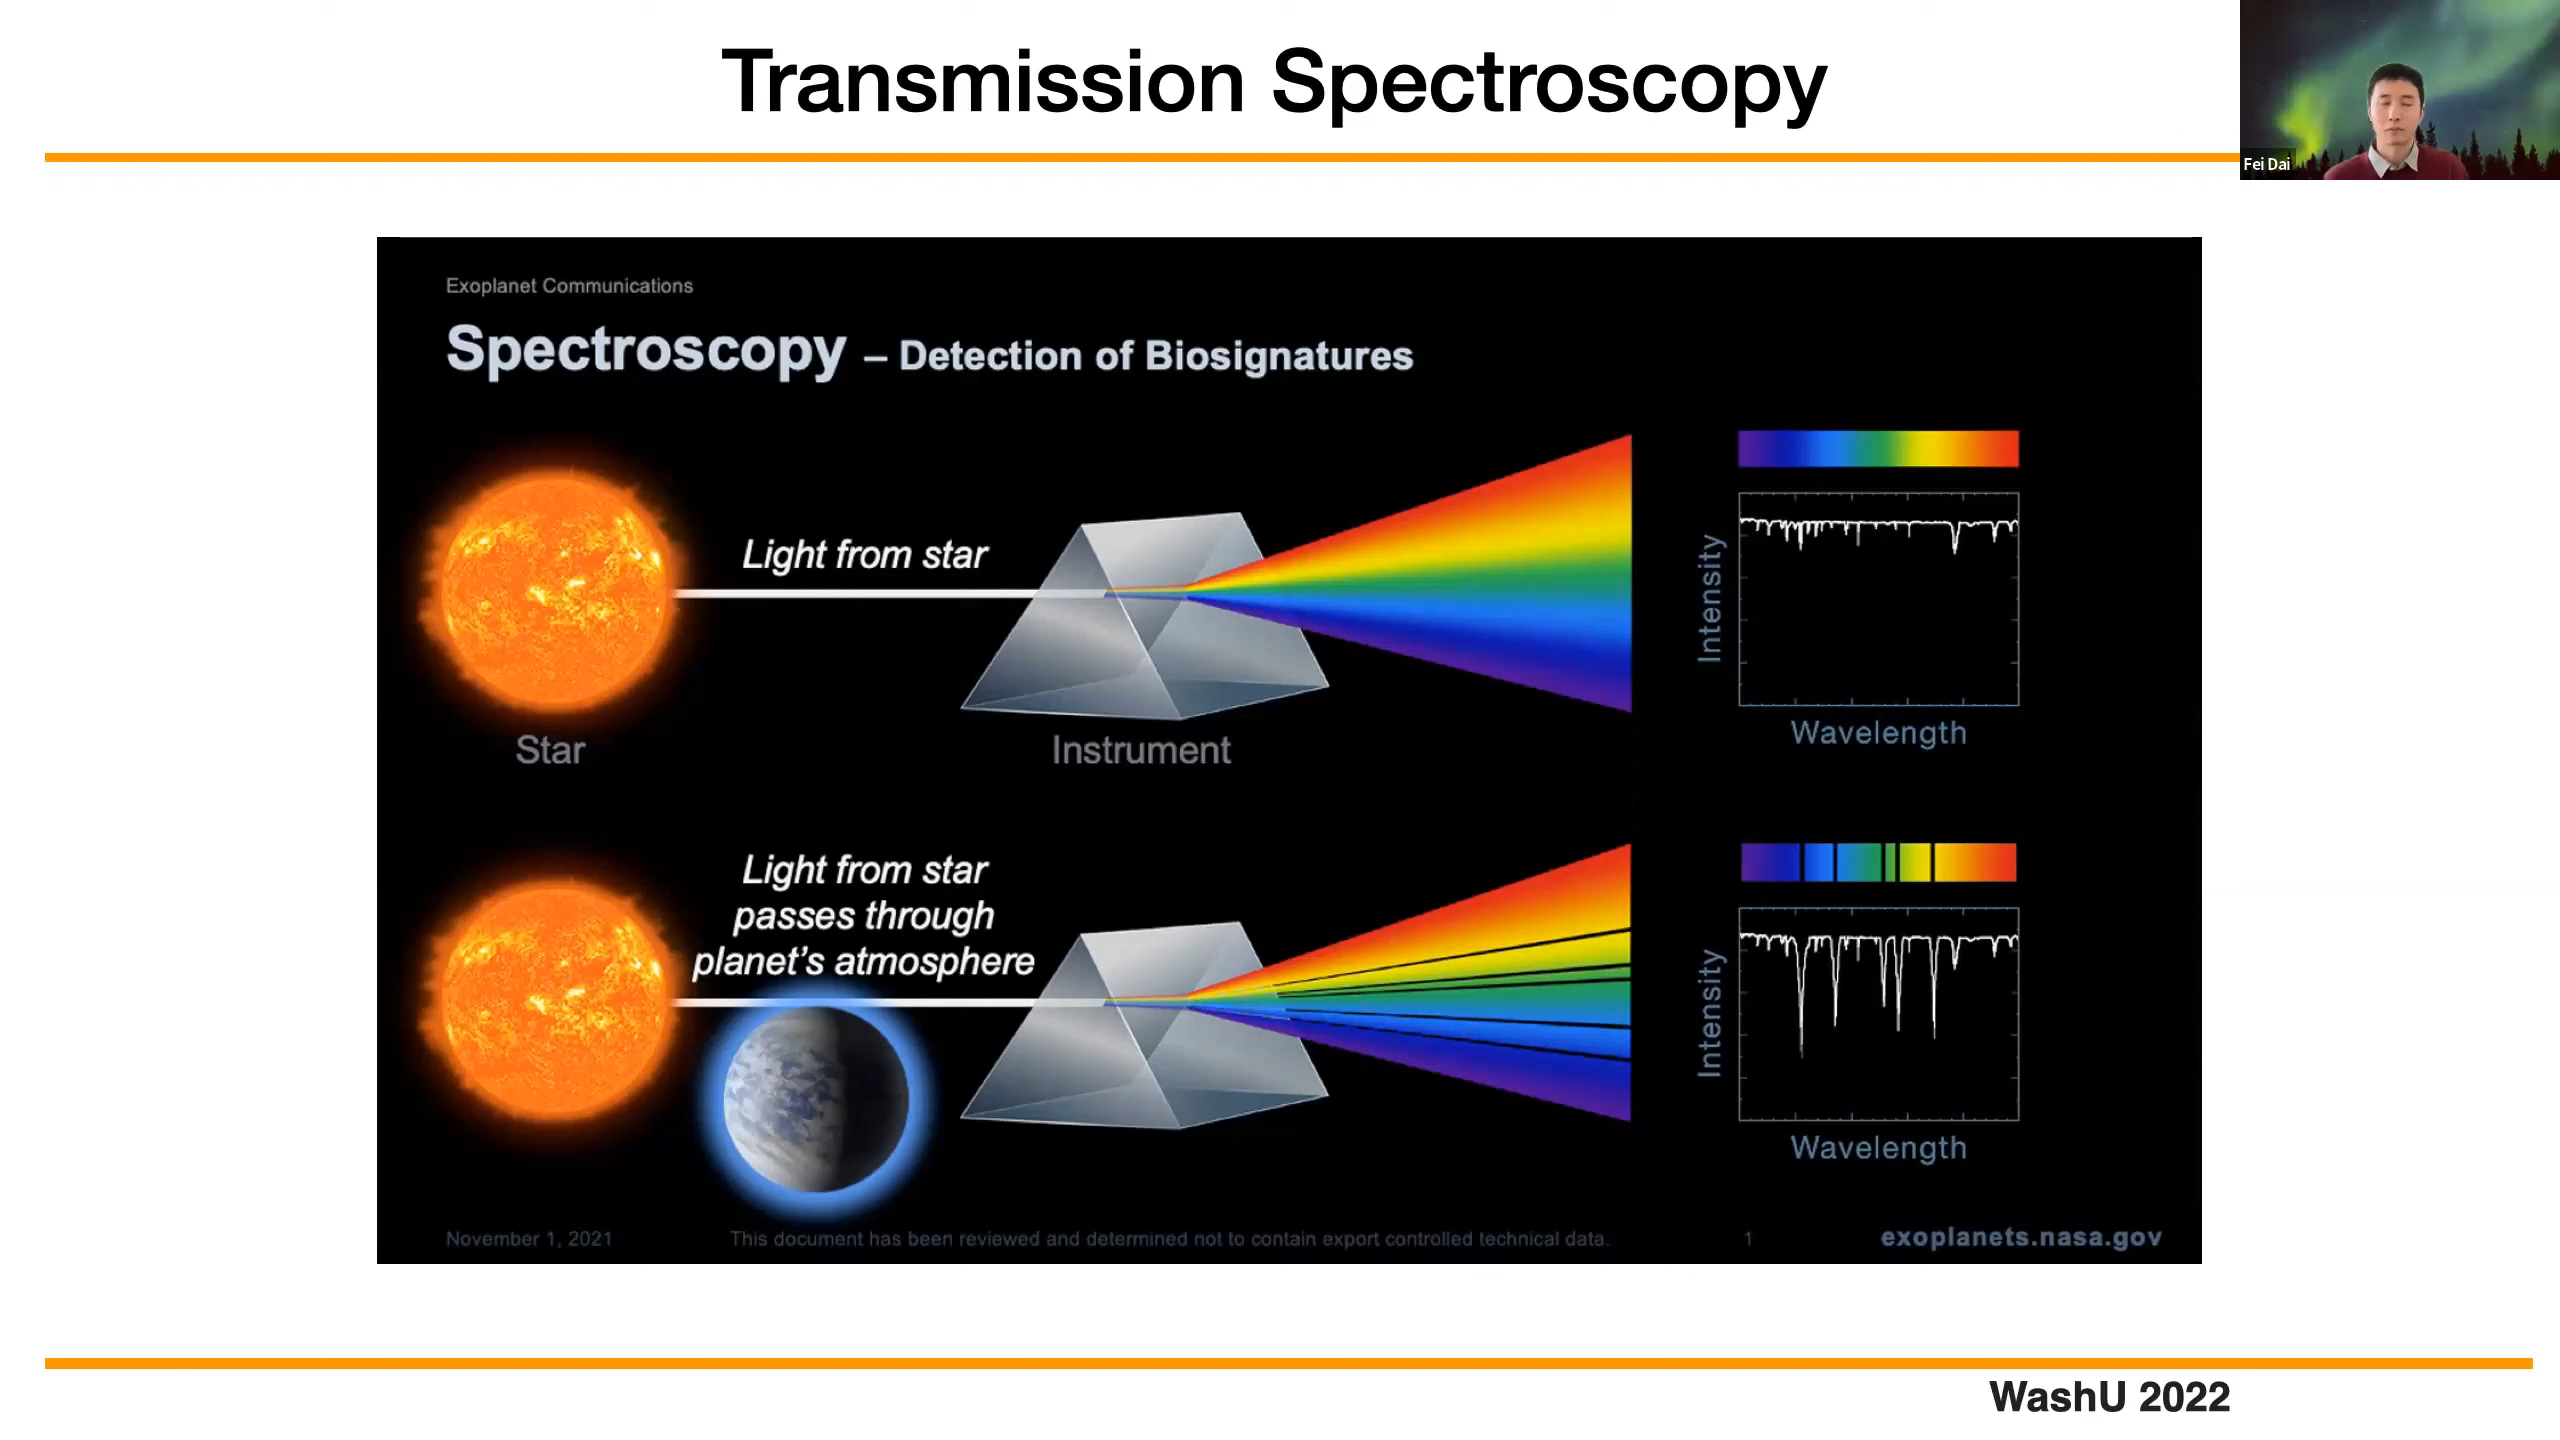 Transmission Spectroscopy
Fei Dai
Exoplanet Communications
Spectroscopy – Detection of Biosignatures
Light from star
Intensity
Wavelength
Star
Instrument
Light from star
passes through
planet's atmosphere
Intensity
Wavelength
November 1, 2021
This document has been reviewed and determined not to contain export controlled technical data.
1
exoplanets.nasa.gov
WashU 2022